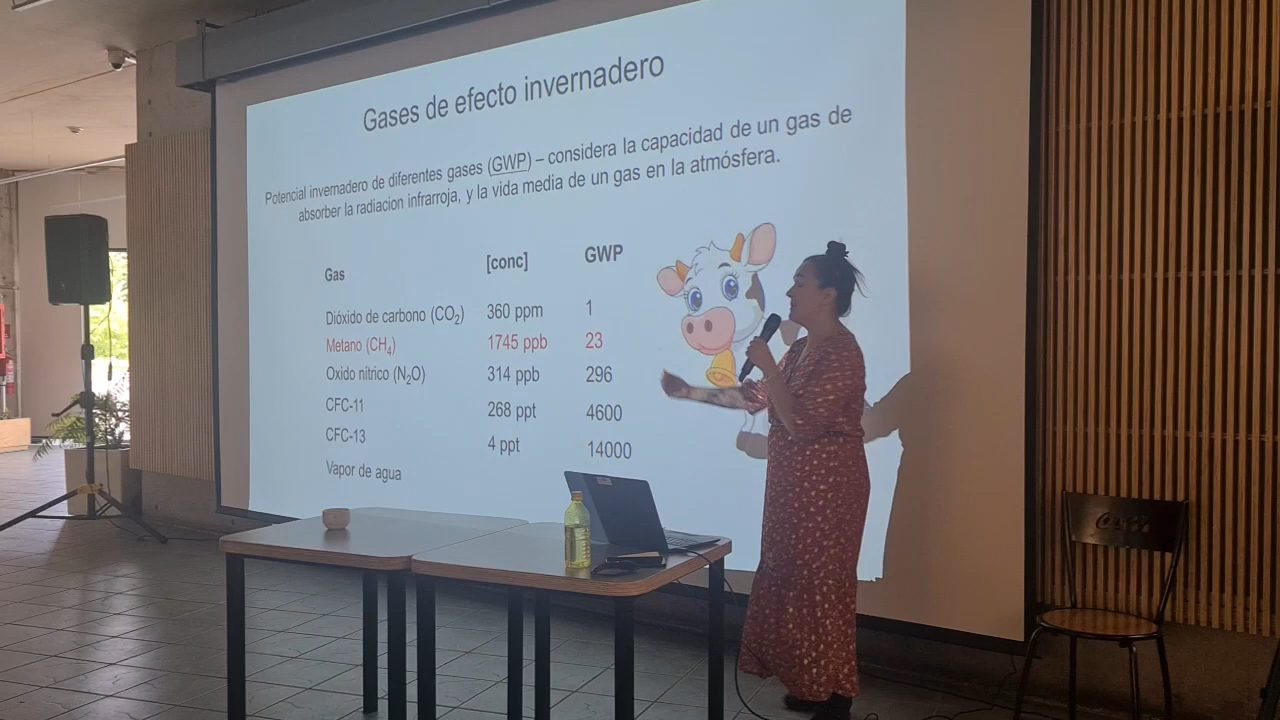 Gases de efecto invernadero
Potencial invernadero de diferentes gases (GWP) – considera la capacidad de un gas de
absorber la radiacion infrarroja, y la vida media de un gas en la atmósfera.
Gas [conc] GWP
Dióxido de carbono (CO₂) 360 ppm 1
Metano (CH₄) 1745 ppb 23
Oxido nítrico (N₂O) 314 ppb 296
CFC-11 268 ppt 4600
CFC-13 4 ppt 14000
Vapor de agua